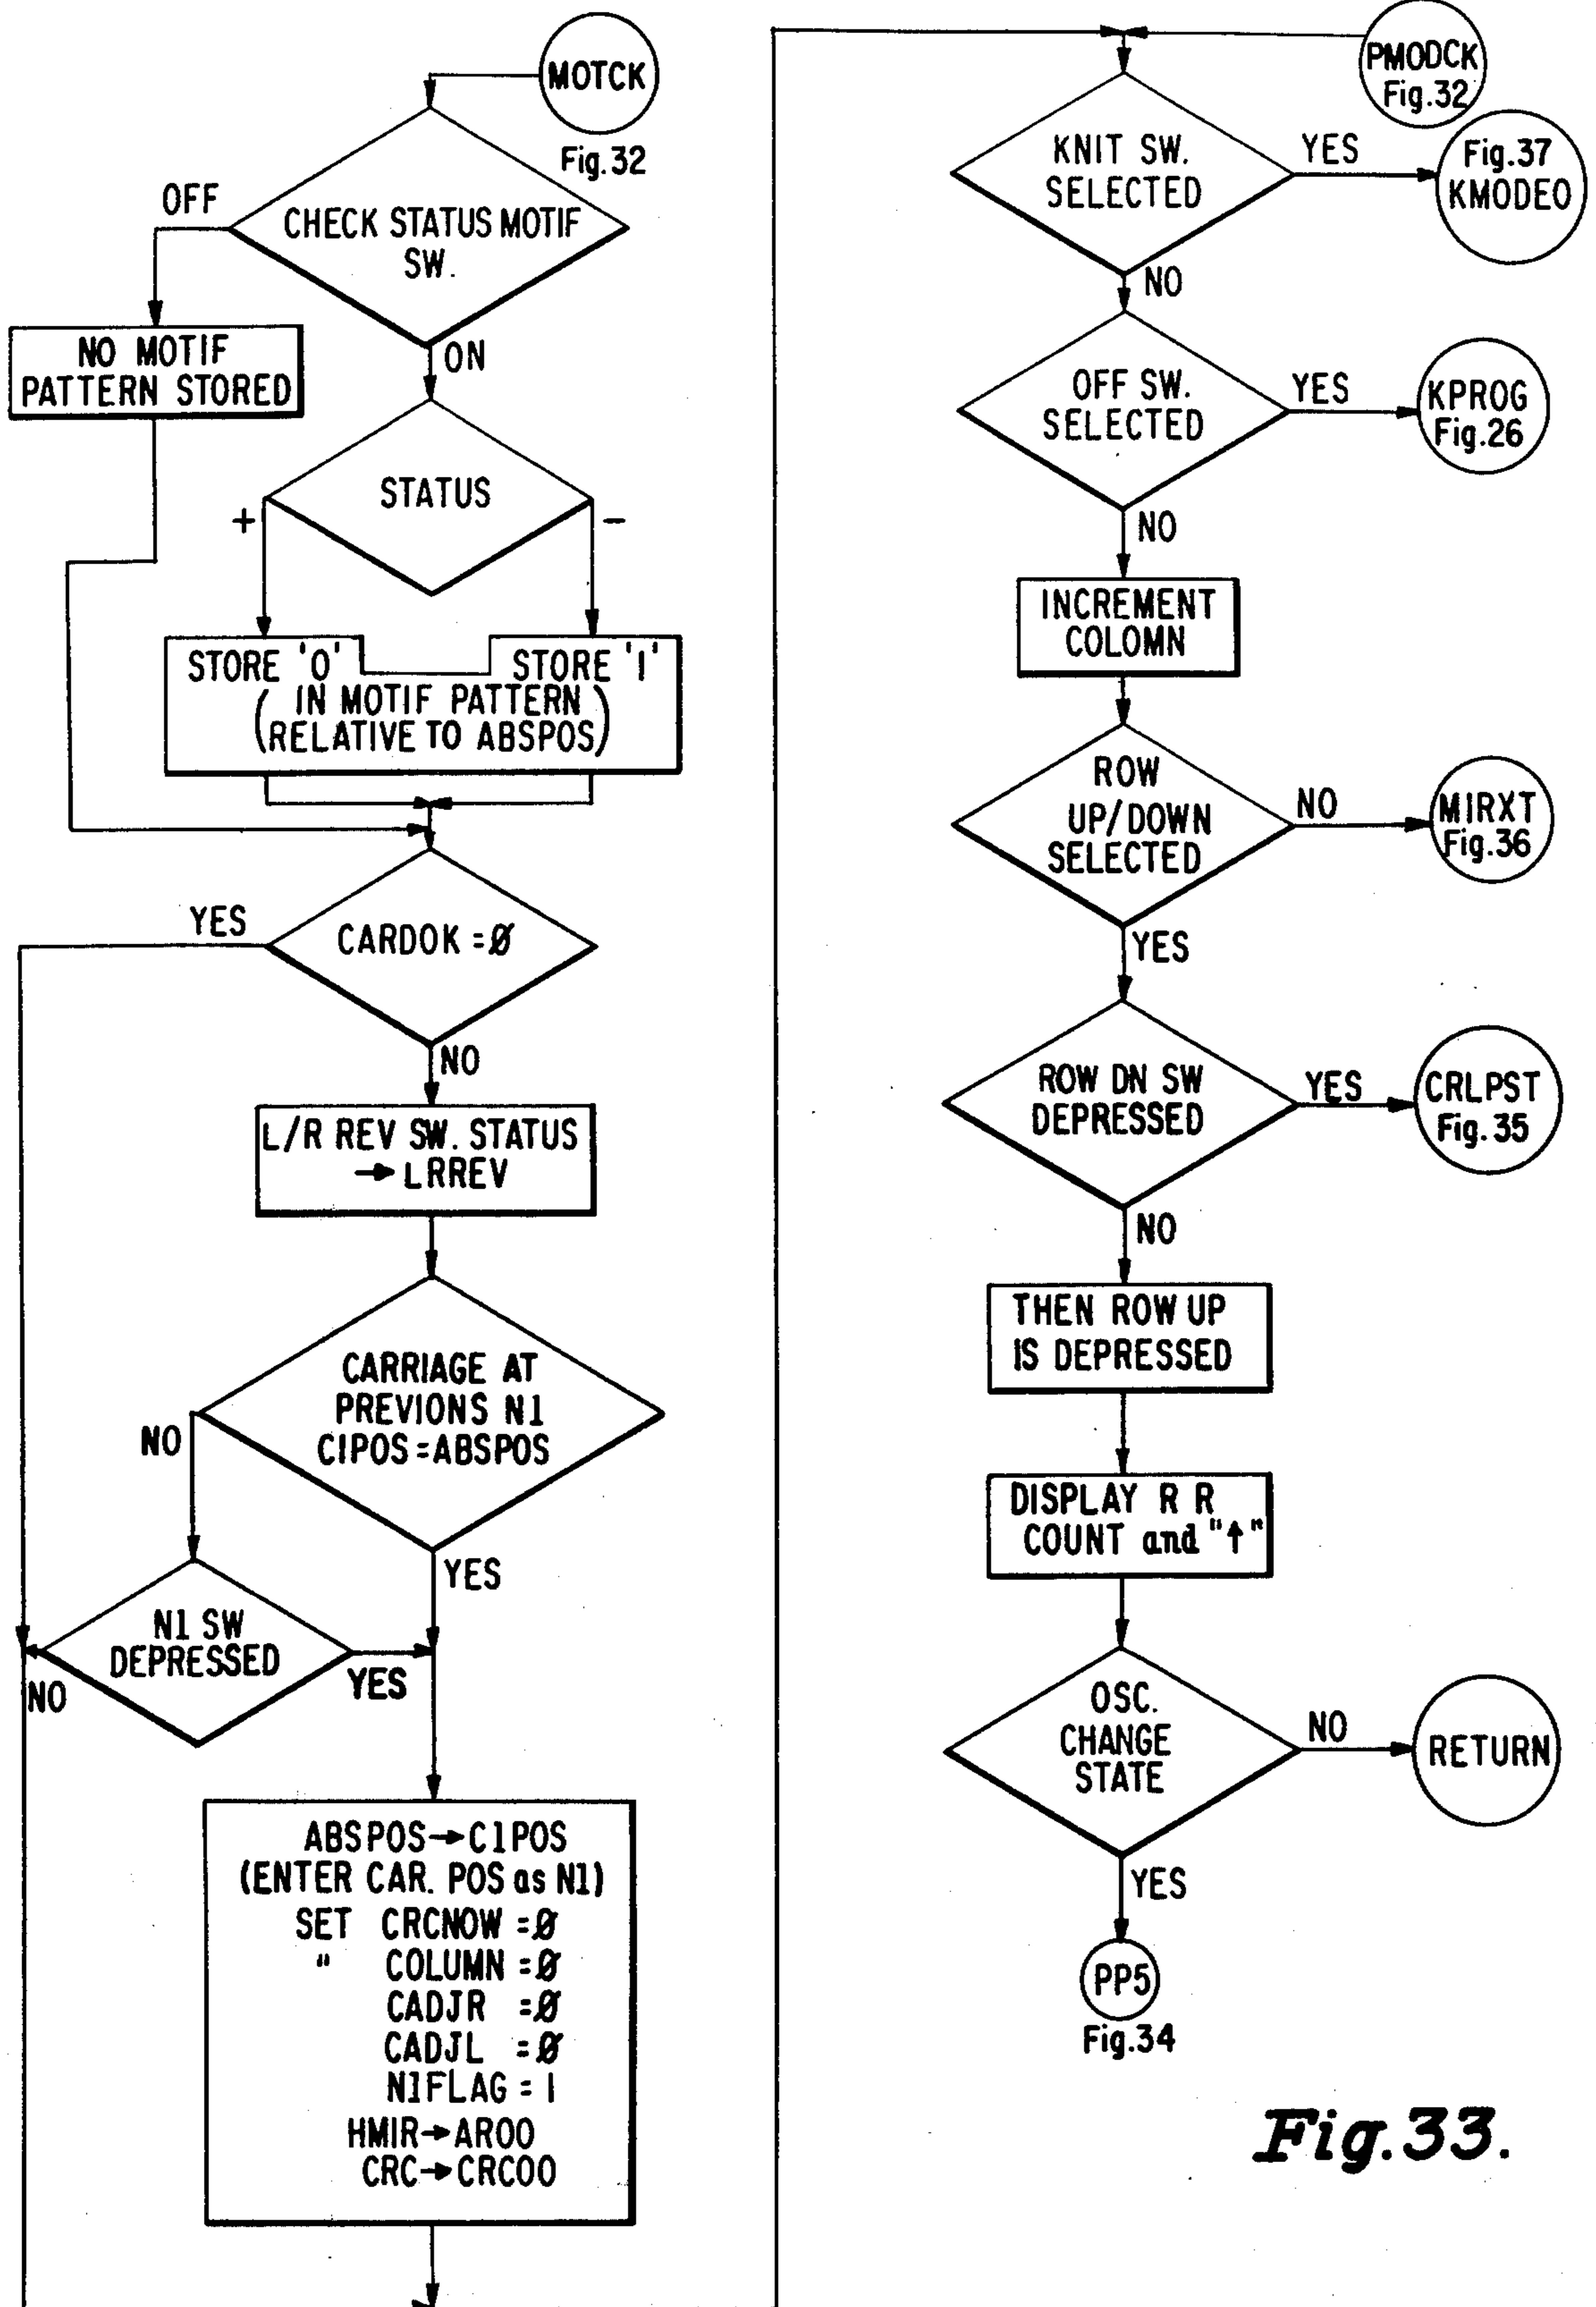 MOTCK
Fig.32
OFF
CHECK STATUS MOTIF
SW.
NO MOTIF
PATTERN STORED
ON
STATUS
+
-
STORE '0'
STORE '1'
(IN MOTIF PATTERN
RELATIVE TO ABSPOS)
YES
CARDOK =Ø
NO
L/R REV SW. STATUS
→ LRREV
CARRIAGE AT
PREVIONS N1
C1POS=ABSPOS
NO
YES
N1 SW
DEPRESSED
NO
YES
ABSPOS→C1POS
(ENTER CAR. POS as N1)
SET CRCNOW =Ø
" COLUMN =Ø
CADJR =Ø
CADJL =Ø
N1FLAG = 1
HMIR→AR00
CRC→CRC00
PMODCK
Fig.32
KNIT SW.
SELECTED
YES
Fig.37
KMODEO
NO
OFF SW.
SELECTED
YES
KPROG
Fig.26
NO
INCREMENT
COLOMN
ROW
UP/DOWN
SELECTED
NO
MIRXT
Fig.36
YES
ROW DN SW
DEPRESSED
YES
CRLPST
Fig.35
NO
THEN ROW UP
IS DEPRESSED
DISPLAY R R
COUNT and "↑"
OSC.
CHANGE
STATE
NO
RETURN
YES
PP5
Fig.34
Fig.33.